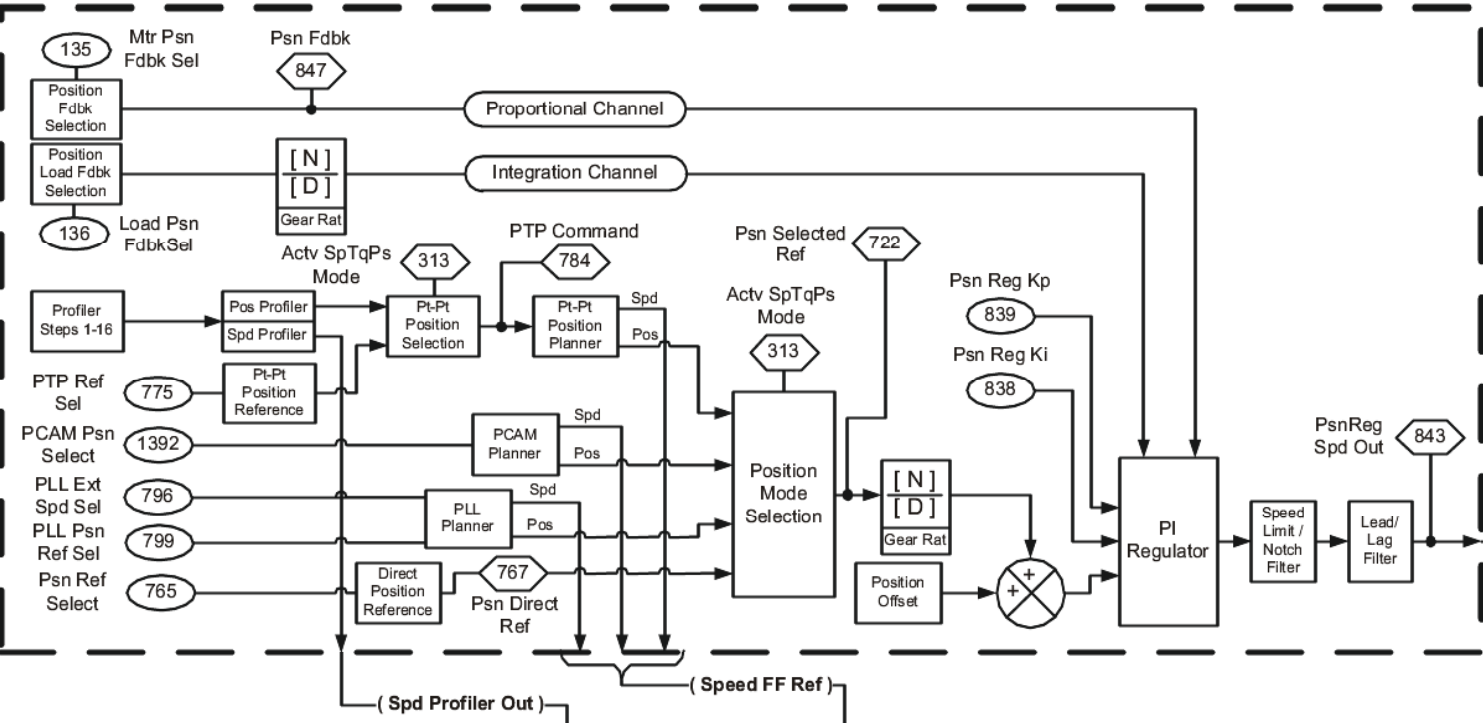 135
Mtr Psn
Fdbk Sel
Psn Fdbk
847
Position
Fdbk
Selection
Proportional Channel
Position
Load Fdbk
Selection
[ N ]
[ D ]
Gear Rat
Integration Channel
136
Load Psn
FdbkSel
Actv SpTqPs
Mode
313
PTP Command
784
Psn Selected
Ref
722
Profiler
Steps 1-16
Pos Profiler
Spd Profiler
Pt-Pt
Position
Selection
Pt-Pt
Position
Planner
Spd
Pos
Actv SpTqPs
Mode
313
Psn Reg Kp
839
Psn Reg Ki
838
PTP Ref
Sel
775
Pt-Pt
Position
Reference
PCAM Psn
Select
1392
PCAM
Planner
Spd
Pos
PLL Ext
Spd Sel
796
PLL Psn
Ref Sel
799
PLL
Planner
Spd
Pos
Psn Ref
Select
765
Direct
Position
Reference
767
Psn Direct
Ref
Position
Mode
Selection
[ N ]
[ D ]
Gear Rat
Position
Offset
+
+
PI
Regulator
Speed
Limit /
Notch
Filter
Lead/
Lag
Filter
PsnReg
Spd Out
843
( Speed FF Ref )
( Spd Profiler Out )